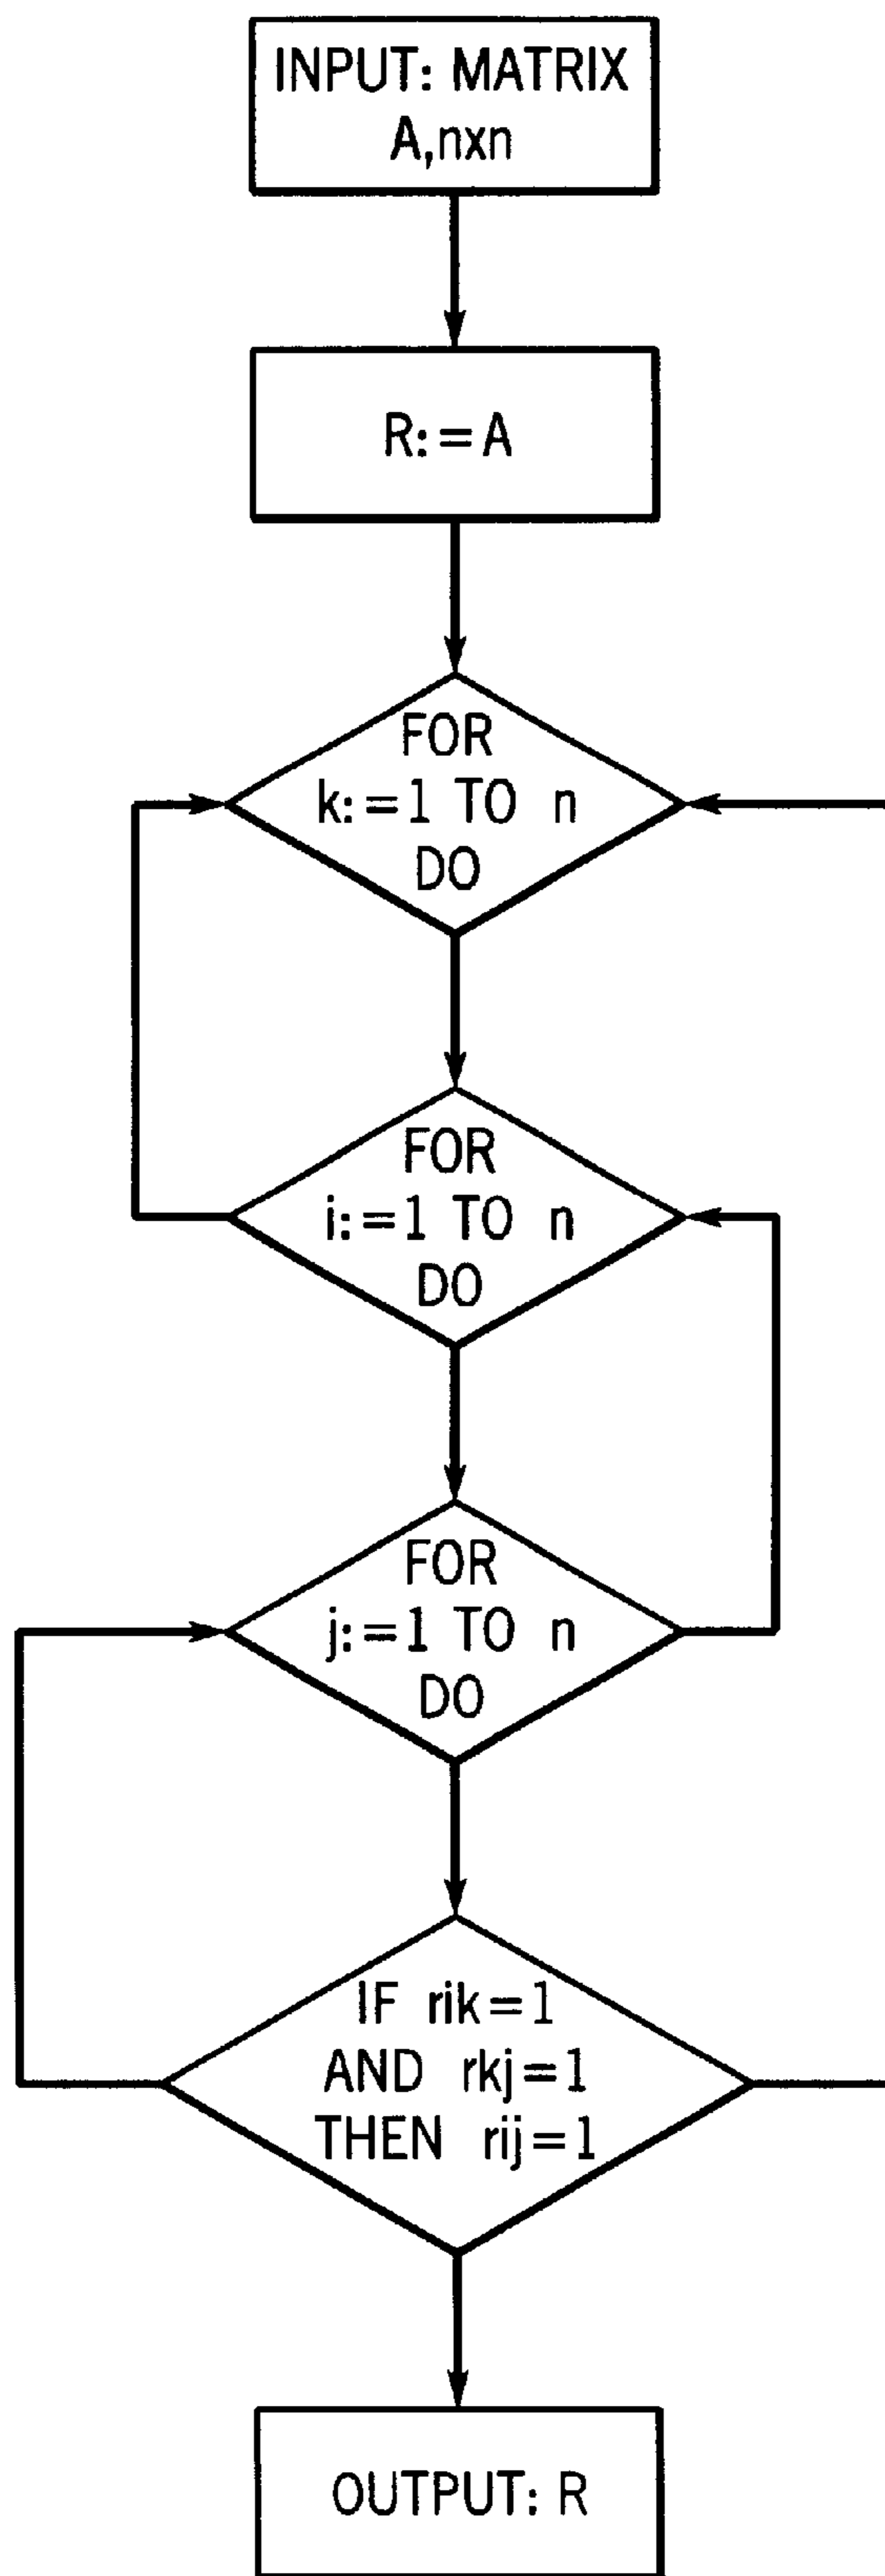 INPUT: MATRIX
A,nxn
R:=A
FOR
k:=1 TO n
DO
FOR
i:=1 TO n
DO
FOR
j:=1 TO n
DO
IF rik=1
AND rkj=1
THEN rij=1
OUTPUT: R